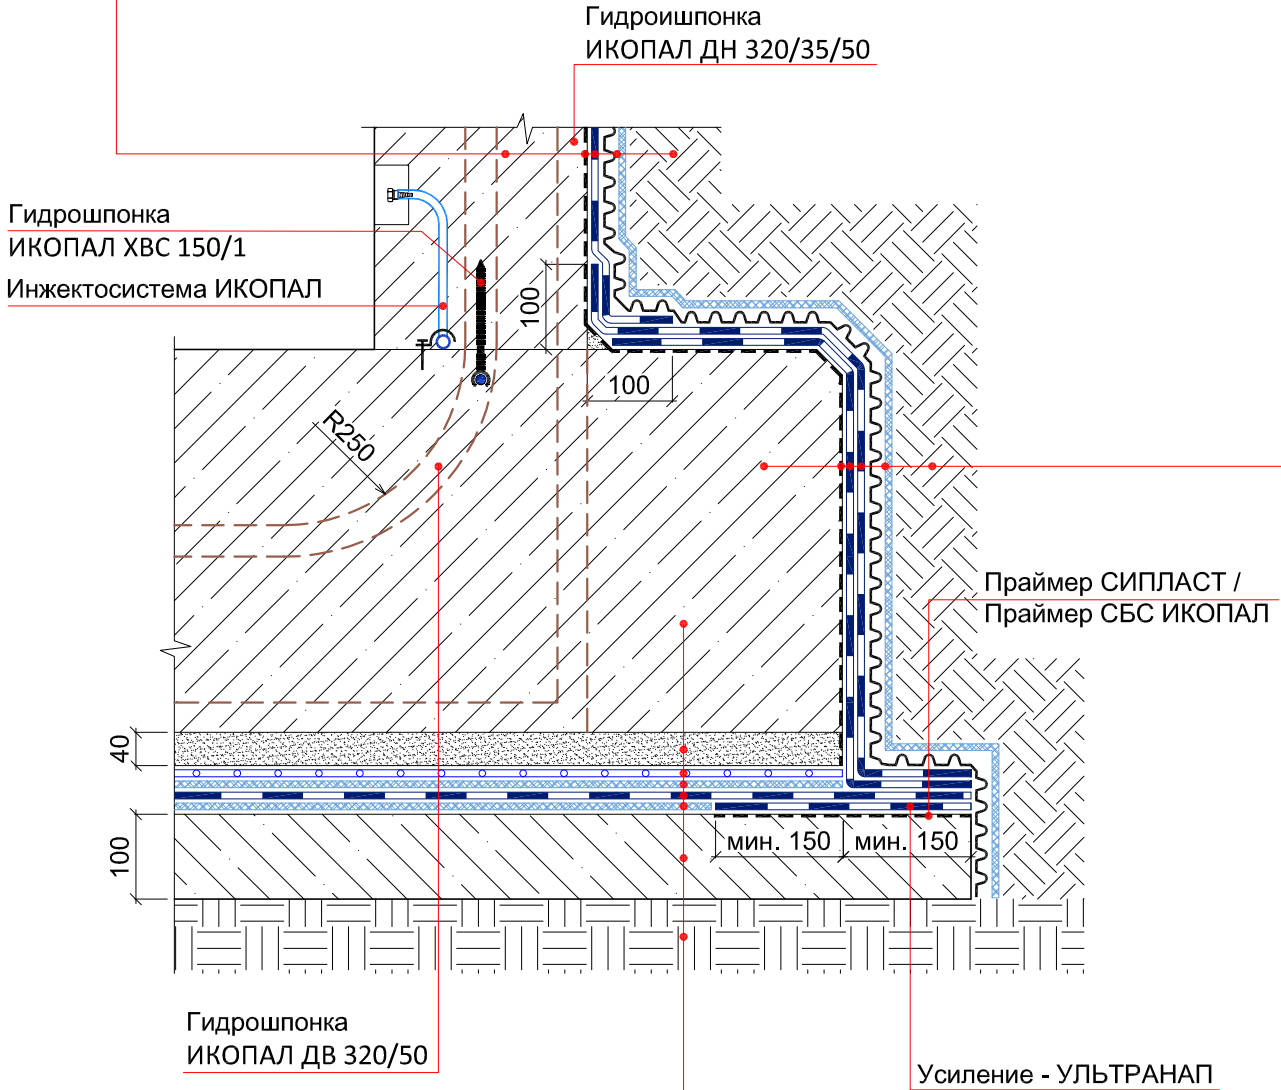 Гидроишпонка
ИКОПАЛ ДН 320/35/50
Гидрошпонка
ИКОПАЛ ХВС 150/1
Инжектосистема ИКОПАЛ
100
100
R250
Праймер СИПЛАСТ /
Праймер СБС ИКОПАЛ
40
мин. 150
мин. 150
100
Гидрошпонка
ИКОПАЛ ДВ 320/50
Усиление - УЛЬТРАНАП